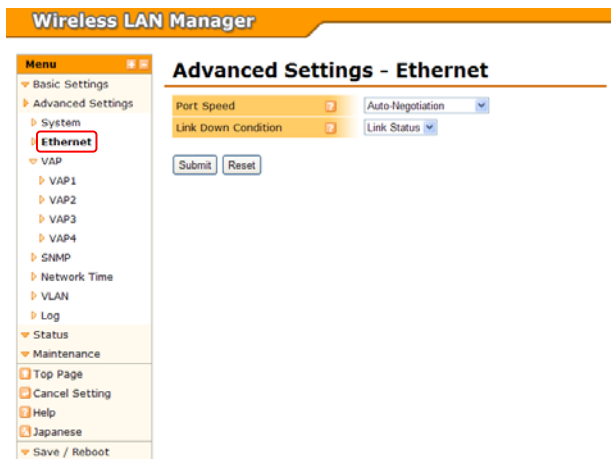 Wireless LAN Manager
Menu
Basic Settings
Advanced Settings
System
Ethernet
VAP
VAP1
VAP2
VAP3
VAP4
SNMP
Network Time
VLAN
Log
Status
Maintenance
Top Page
Cancel Setting
Help
Japanese
Save / Reboot
Advanced Settings - Ethernet
Port Speed ? Auto-Negotiation
Link Down Condition ? Link Status
Submit Reset